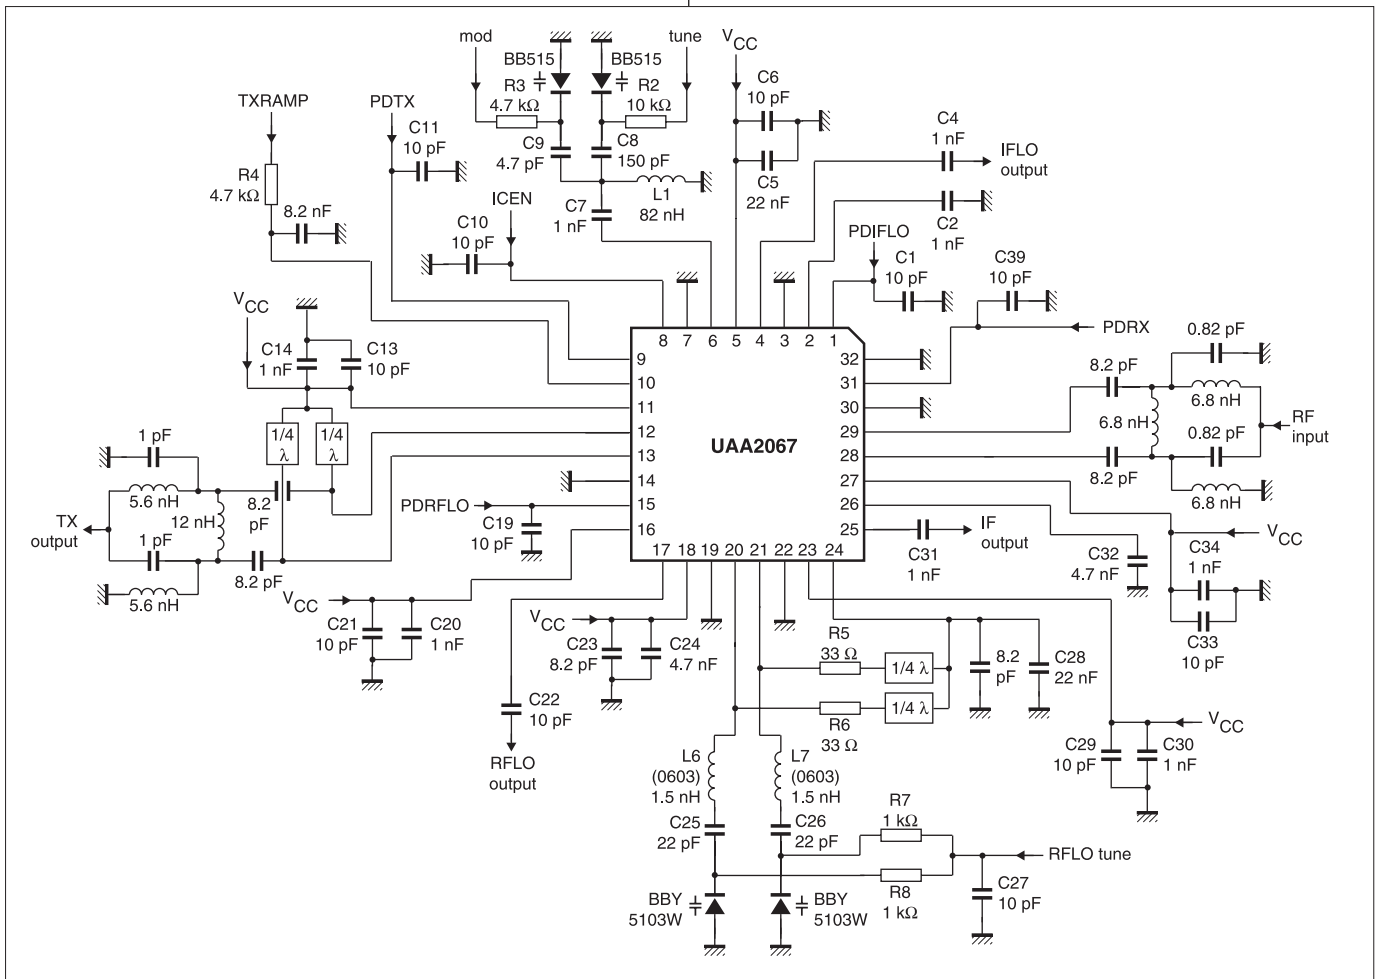 mod
BB515
BB515
tune
VCC
R3
4.7 kΩ
R2
10 kΩ
C6
10 pF
C4
1 nF
IFLO
output
TXRAMP
PDTX
C11
10 pF
C9
4.7 pF
C8
150 pF
C5
22 nF
R4
4.7 kΩ
L1
82 nH
8.2 nF
ICEN
C7
1 nF
C2
1 nF
C10
10 pF
PDIFLO
C1
10 pF
C39
10 pF
VCC
PDRX
0.82 pF
C14
1 nF
C13
10 pF
8 7 6 5 4 3 2 1
9
10
11
12
13
14
15
16
32
31
30
29
28
27
26
25
17 18 19 20 21 22 23 24
UAA2067
8.2 pF
6.8 nH
6.8 nH
RF
input
0.82 pF
8.2 pF
6.8 nH
1/4
λ
1/4
λ
1 pF
5.6 nH
8.2
pF
12 nH
TX
output
1 pF
8.2 pF
5.6 nH
PDRFLO
C19
10 pF
IF
output
C31
1 nF
C32
4.7 nF
VCC
C34
1 nF
C33
10 pF
VCC
C21
10 pF
C20
1 nF
VCC
C23
8.2 pF
C24
4.7 nF
R5
33 Ω
1/4 λ
8.2
pF
C28
22 nF
R6
33 Ω
1/4 λ
C22
10 pF
RFLO
output
VCC
C29
10 pF
C30
1 nF
L6
(0603)
1.5 nH
L7
(0603)
1.5 nH
C25
22 pF
C26
22 pF
R7
1 kΩ
RFLO tune
R8
1 kΩ
C27
10 pF
BBY
5103W
BBY
5103W